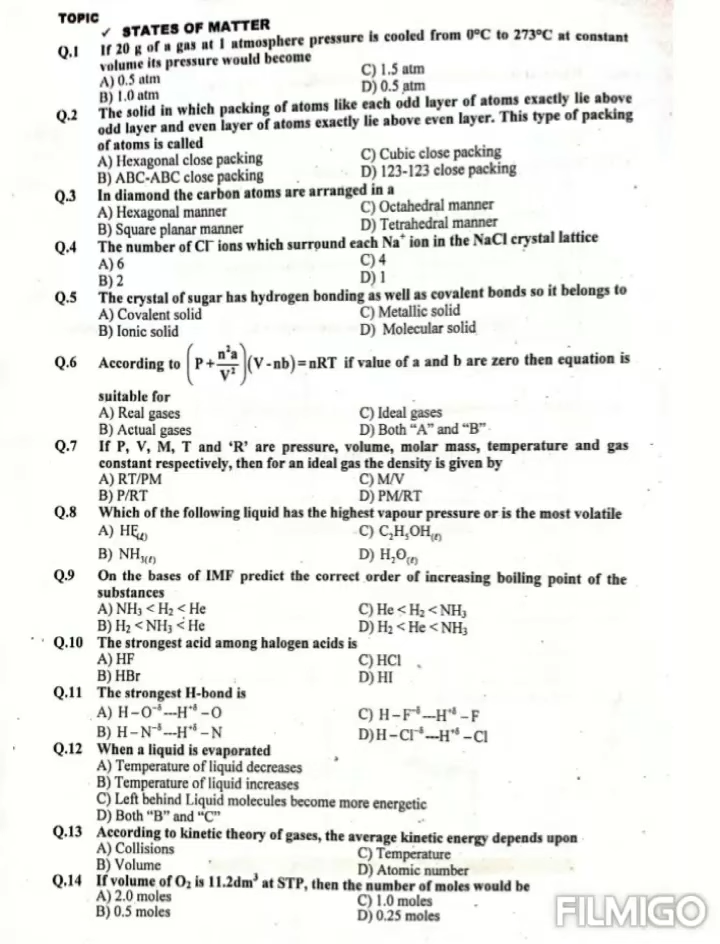 TOPIC
✓ STATES OF MATTER
Q.1 If 20 g of a gas at 1 atmosphere pressure is cooled from 0°C to 273°C at constant
volume its pressure would become
A) 0.5 atm C) 1.5 atm
B) 1.0 atm D) 0.5 atm
Q.2 The solid in which packing of atoms like each odd layer of atoms exactly lie above
odd layer and even layer of atoms exactly lie above even layer. This type of packing
of atoms is called
A) Hexagonal close packing C) Cubic close packing
B) ABC-ABC close packing D) 123-123 close packing
Q.3 In diamond the carbon atoms are arranged in a
A) Hexagonal manner C) Octahedral manner
B) Square planar manner D) Tetrahedral manner
Q.4 The number of Cl⁻ ions which surround each Na⁺ ion in the NaCl crystal lattice
A) 6 C) 4
B) 2 D) 1
Q.5 The crystal of sugar has hydrogen bonding as well as covalent bonds so it belongs to
A) Covalent solid C) Metallic solid
B) Ionic solid D) Molecular solid
Q.6 According to (P + n²a/V²)(V - nb) = nRT if value of a and b are zero then equation is
suitable for
A) Real gases C) Ideal gases
B) Actual gases D) Both “A” and “B”
Q.7 If P, V, M, T and ‘R’ are pressure, volume, molar mass, temperature and gas
constant respectively, then for an ideal gas the density is given by
A) RT/PM C) M/V
B) P/RT D) PM/RT
Q.8 Which of the following liquid has the highest vapour pressure or is the most volatile
A) HF(ℓ) C) C₂H₅OH(ℓ)
B) NH₃(ℓ) D) H₂O(ℓ)
Q.9 On the bases of IMF predict the correct order of increasing boiling point of the
substances
A) NH₃ < H₂ < He C) He < H₂ < NH₃
B) H₂ < NH₃ < He D) H₂ < He < NH₃
Q.10 The strongest acid among halogen acids is
A) HF C) HCl
B) HBr D) HI
Q.11 The strongest H-bond is
A) H–O⁻ᵟ---H⁺ᵟ–O C) H–F⁻ᵟ---H⁺ᵟ–F
B) H–N⁻ᵟ---H⁺ᵟ–N D) H–Cl⁻ᵟ---H⁺ᵟ–Cl
Q.12 When a liquid is evaporated
A) Temperature of liquid decreases
B) Temperature of liquid increases
C) Left behind Liquid molecules become more energetic
D) Both “B” and “C”
Q.13 According to kinetic theory of gases, the average kinetic energy depends upon
A) Collisions C) Temperature
B) Volume D) Atomic number
Q.14 If volume of O₂ is 11.2dm³ at STP, then the number of moles would be
A) 2.0 moles C) 1.0 moles
B) 0.5 moles D) 0.25 moles
FILMIGO